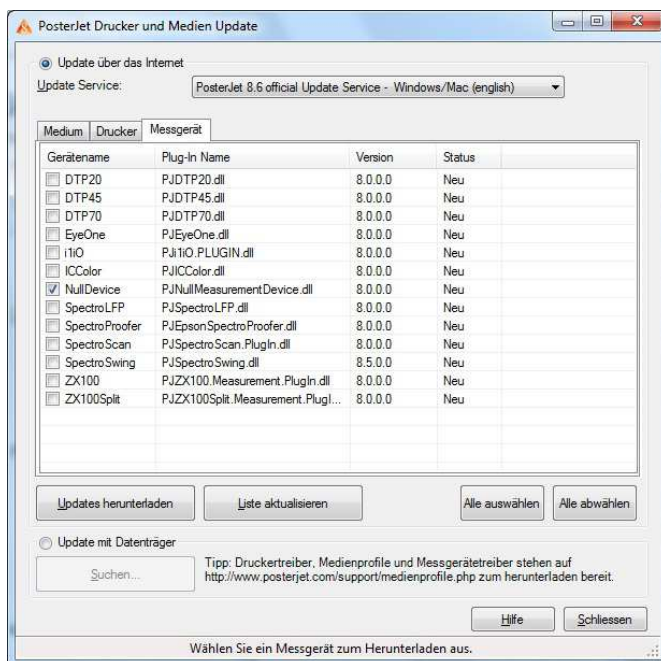 PosterJet Drucker und Medien Update
Update über das Internet
Update Service: PosterJet 8.6 official Update Service - Windows/Mac (english)
Medium Drucker Messgerät
Gerätename Plug-In Name Version Status
DTP20 PJDTP20.dll 8.0.0.0 Neu
DTP45 PJDTP45.dll 8.0.0.0 Neu
DTP70 PJDTP70.dll 8.0.0.0 Neu
EyeOne PJEyeOne.dll 8.0.0.0 Neu
i1iO PJi1iO.PLUGIN.dll 8.0.0.0 Neu
ICColor PJICColor.dll 8.0.0.0 Neu
NullDevice PJNullMeasurementDevice.dll 8.0.0.0 Neu
SpectroLFP PJSpectroLFP.dll 8.0.0.0 Neu
SpectroProofer PJEpsonSpectroProofer.dll 8.0.0.0 Neu
SpectroScan PJSpectroScan.PlugIn.dll 8.0.0.0 Neu
SpectroSwing PJSpectroSwing.dll 8.5.0.0 Neu
ZX100 PJZX100.Measurement.PlugIn.dll 8.0.0.0 Neu
ZX100Split PJZX100Split.Measurement.PlugI... 8.0.0.0 Neu
Updates herunterladen Liste aktualisieren Alle auswählen Alle abwählen
Update mit Datenträger
Suchen...
Tipp: Druckertreiber, Medienprofile und Messgerätetreiber stehen auf
http://www.posterjet.com/support/medienprofile.php zum herunterladen bereit.
Hilfe Schliessen
Wählen Sie ein Messgerät zum Herunterladen aus.